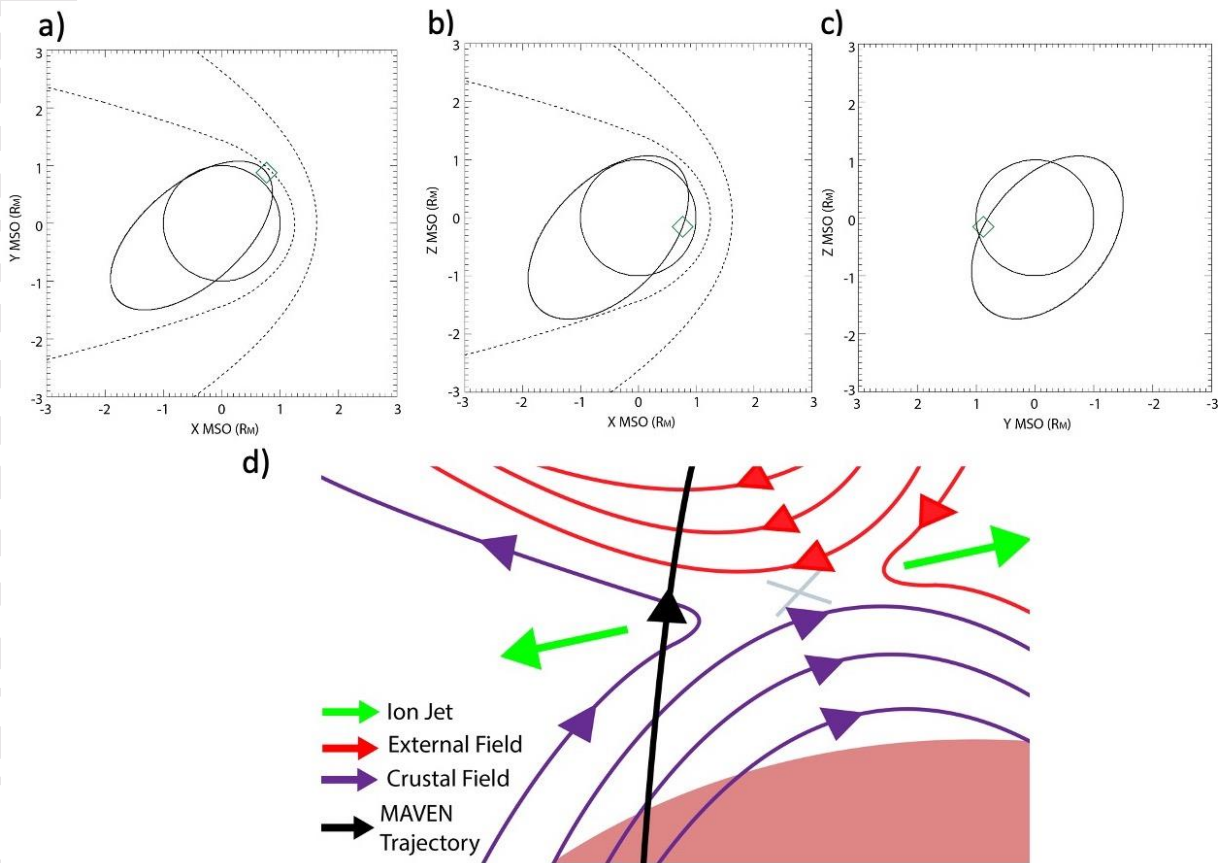 a)
3
2
1
0
-1
-2
-3
Y MSO (RM)
-3 -2 -1 0 1 2 3
X MSO (RM)
b)
3
2
1
0
-1
-2
-3
Z MSO (RM)
-3 -2 -1 0 1 2 3
X MSO (RM)
c)
3
2
1
0
-1
-2
-3
Z MSO (RM)
3 2 1 0 -1 -2 -3
Y MSO (RM)
d)
Ion Jet
External Field
Crustal Field
MAVEN
Trajectory